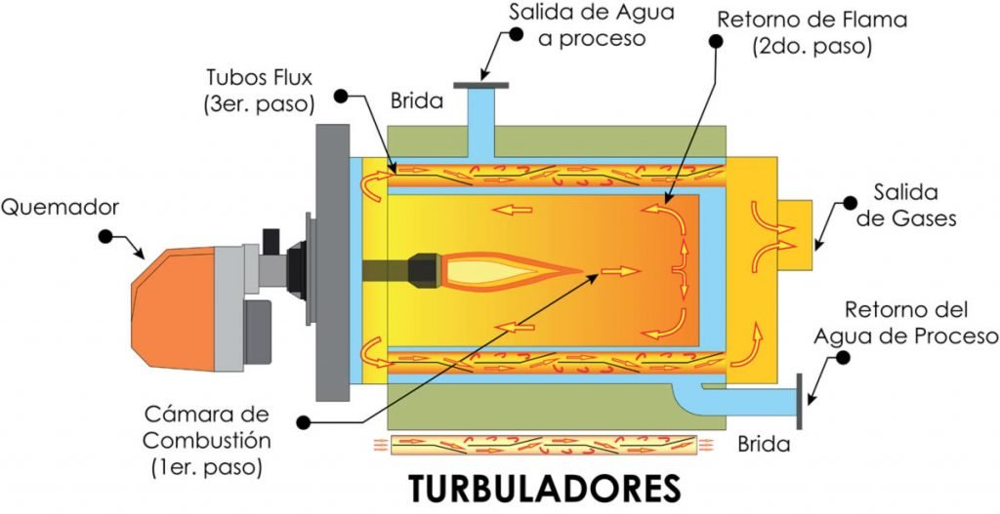 Salida de Agua
a proceso
Retorno de Flama
(2do. paso)
Tubos Flux
(3er. paso)
Brida
Quemador
Salida
de Gases
Retorno del
Agua de Proceso
Cámara de
Combustión
(1er. paso)
Brida
TURBULADORES